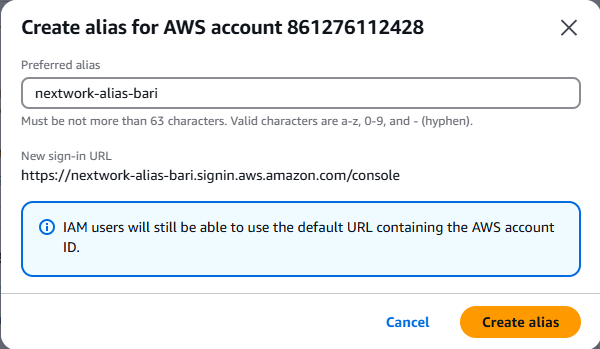 Create alias for AWS account 861276112428
Preferred alias
nextwork-alias-bari
Must be not more than 63 characters. Valid characters are a-z, 0-9, and - (hyphen).
New sign-in URL
https://nextwork-alias-bari.signin.aws.amazon.com/console
IAM users will still be able to use the default URL containing the AWS account
ID.
Cancel
Create alias